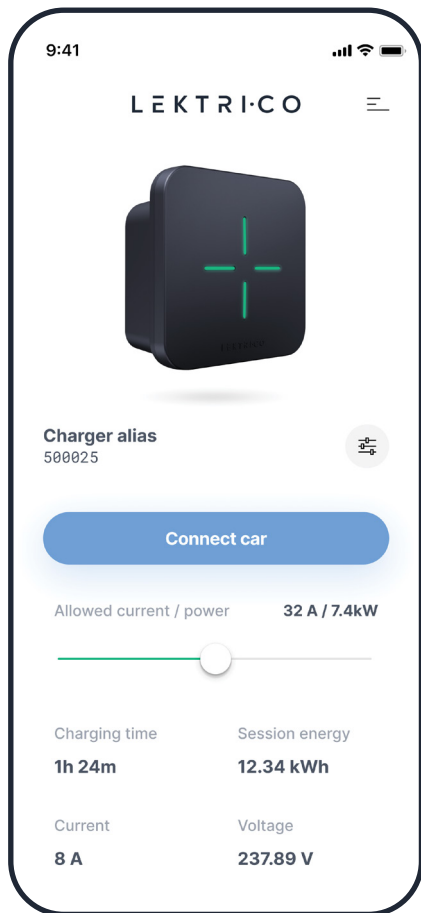 9:41
LEKTRI·CO
Charger alias
500025
Connect car
Allowed current / power 32 A / 7.4kW
Charging time Session energy
1h 24m 12.34 kWh
Current Voltage
8 A 237.89 V